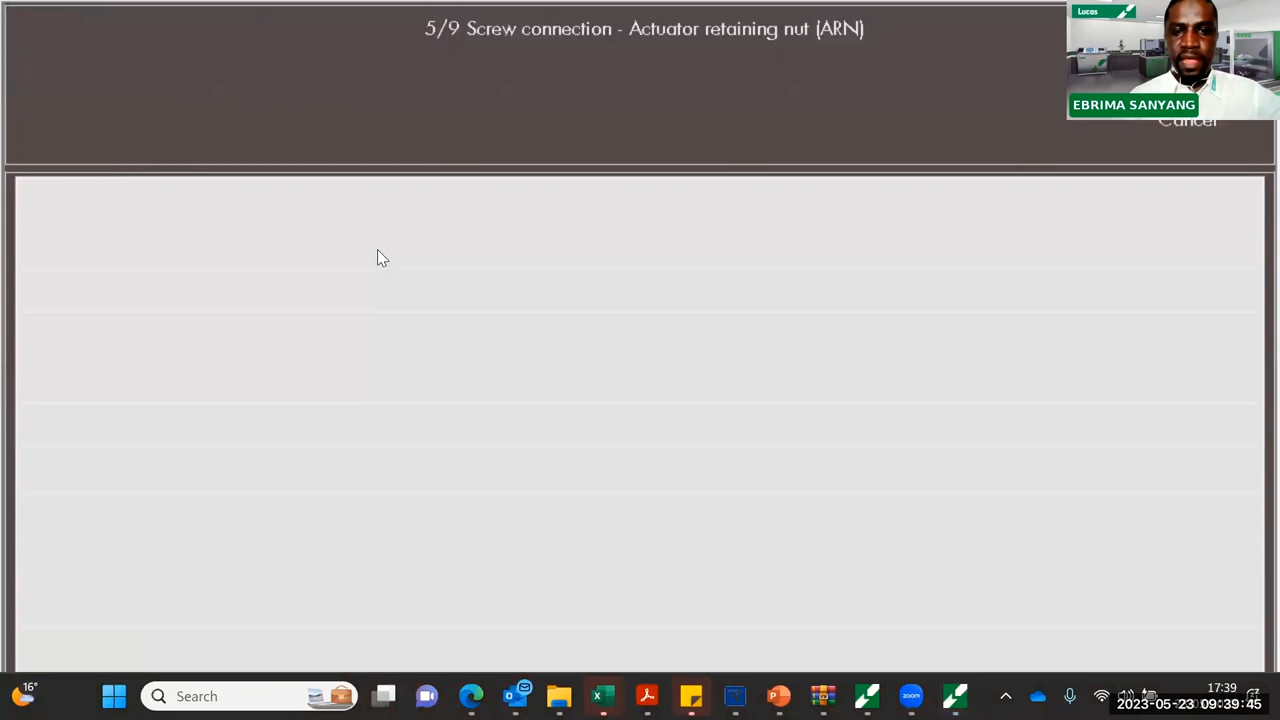 5/9 Screw connection - Actuator retaining nut (ARN)
Lucas
EBRIMA SANYANG
Cancel
16°
Search
zoom
17:39
2023-05-23 09:39:45